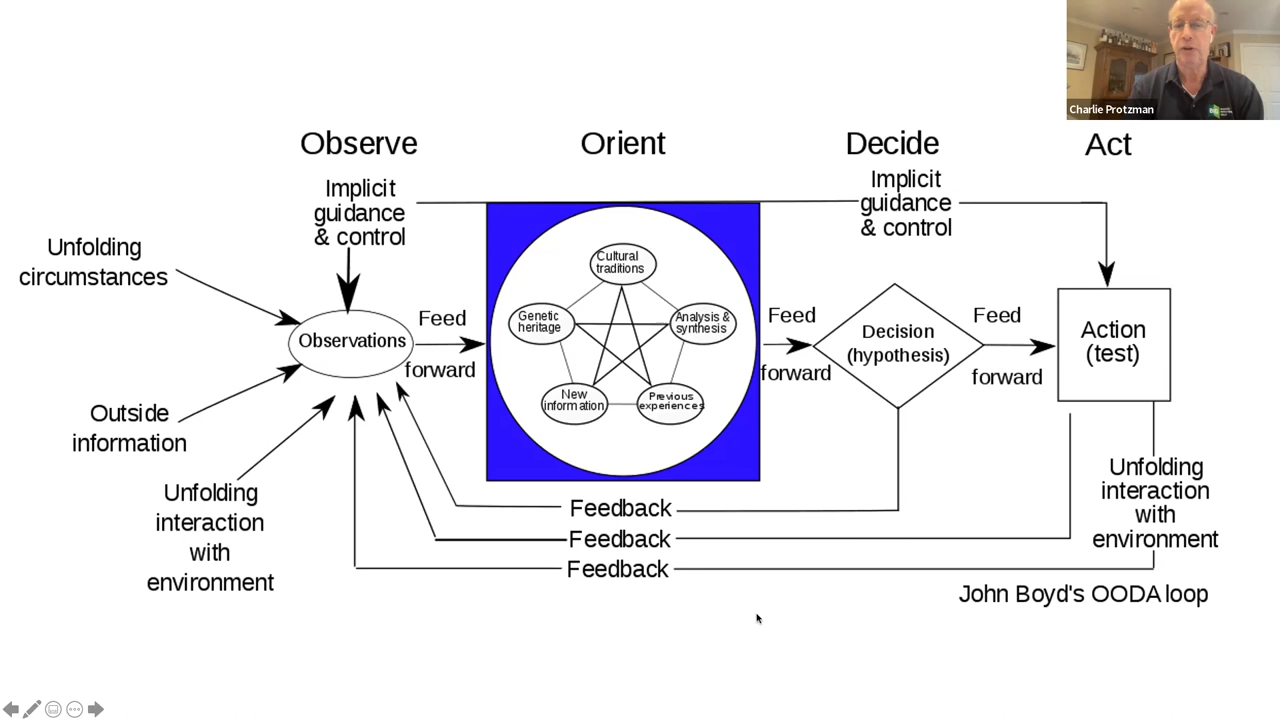 Charlie Protzman
Observe
Orient
Decide
Act
Implicit
guidance
& control
Implicit
guidance
& control
Unfolding
circumstances
Observations
Feed
forward
Cultural
traditions
Genetic
heritage
Analysis &
synthesis
New
information
Previous
experiences
Feed
forward
Decision
(hypothesis)
Feed
forward
Action
(test)
Outside
information
Unfolding
interaction
with
environment
Unfolding
interaction
with
environment
Feedback
Feedback
Feedback
John Boyd's OODA loop